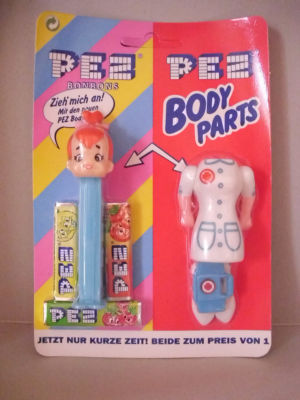 PEZ
BONBONS
Zieh' mich an!
Mit den neuen
PEZ Bod
PEZ
BODY
PARTS
PEZ
PEZ
PEZ
JETZT NUR KURZE ZEIT! BEIDE ZUM PREIS VON 1